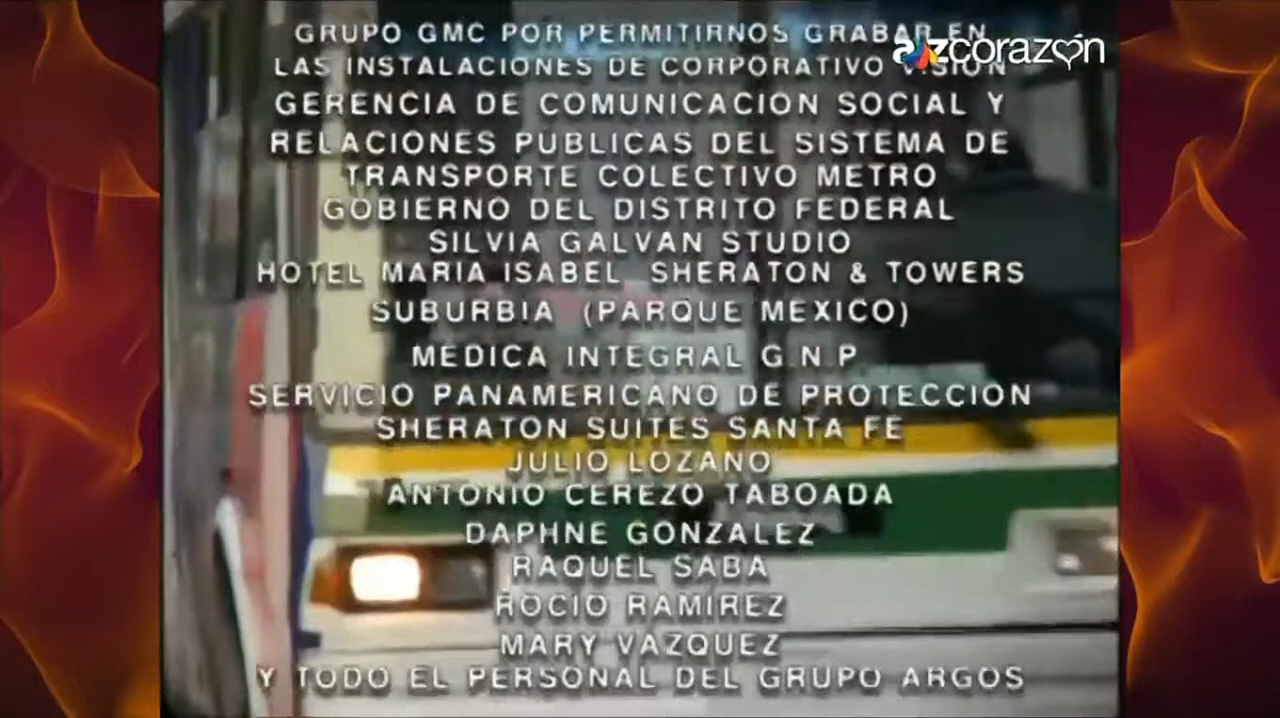 GRUPO GMC POR PERMITIRNOS GRABAR EN
azcorazón
LAS INSTALACIONES DE CORPORATIVO VISION
GERENCIA DE COMUNICACION SOCIAL Y
RELACIONES PUBLICAS DEL SISTEMA DE
TRANSPORTE COLECTIVO METRO
GOBIERNO DEL DISTRITO FEDERAL
SILVIA GALVAN STUDIO
HOTEL MARIA ISABEL SHERATON & TOWERS
SUBURBIA (PARQUE MEXICO)
MEDICA INTEGRAL G.N.P.
SERVICIO PANAMERICANO DE PROTECCION
SHERATON SUITES SANTA FE
JULIO LOZANO
ANTONIO CEREZO TABOADA
DAPHNE GONZALEZ
RAQUEL SABA
ROCIO RAMIREZ
MARY VAZQUEZ
Y TODO EL PERSONAL DEL GRUPO ARGOS